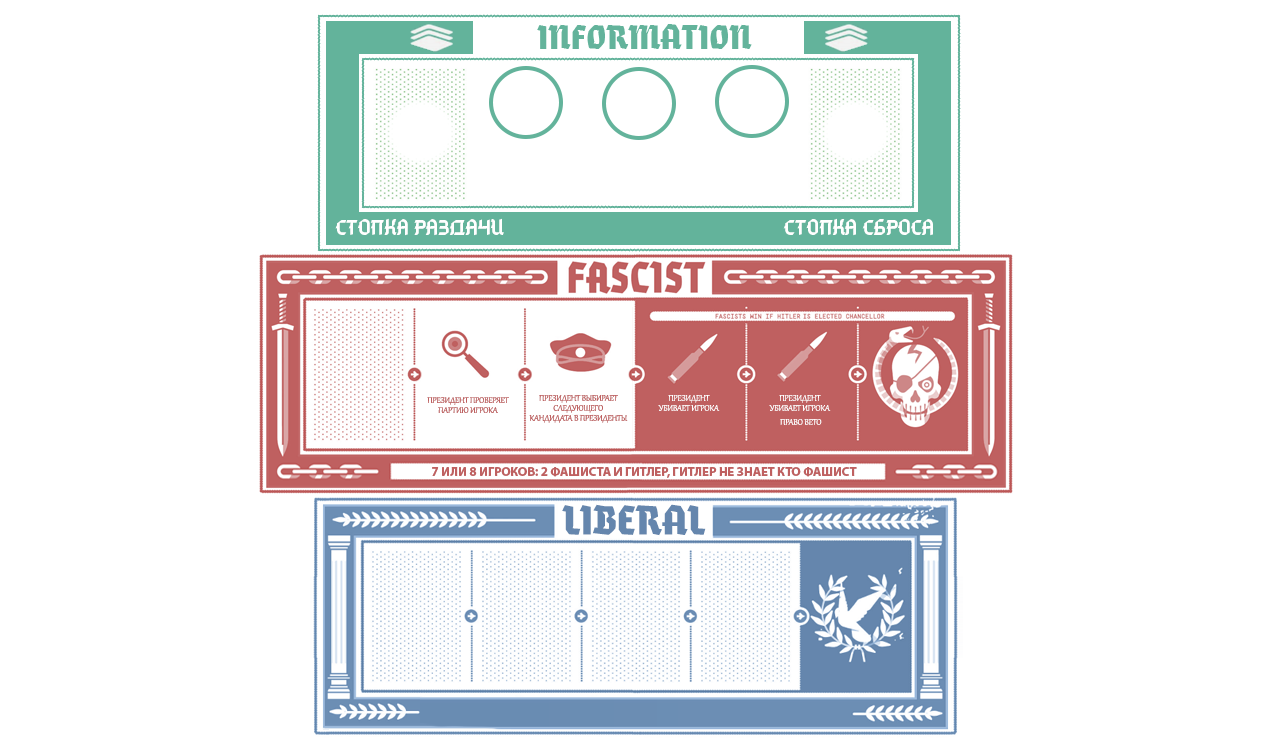 INFORMATION
СТОПКА РАЗДАЧИ
СТОПКА СБРОСА
FASCIST
FASCISTS WIN IF HITLER IS ELECTED CHANCELLOR
ПРЕЗИДЕНТ ПРОВЕРЯЕТ
ПАРТИЮ ИГРОКА
ПРЕЗИДЕНТ ВЫБИРАЕТ
СЛЕДУЮЩЕГО
КАНДИДАТА В ПРЕЗИДЕНТЫ
ПРЕЗИДЕНТ
УБИВАЕТ ИГРОКА
ПРЕЗИДЕНТ
УБИВАЕТ ИГРОКА
ПРАВО ВЕТО
7 ИЛИ 8 ИГРОКОВ: 2 ФАШИСТА И ГИТЛЕР, ГИТЛЕР НЕ ЗНАЕТ КТО ФАШИСТ
LIBERAL